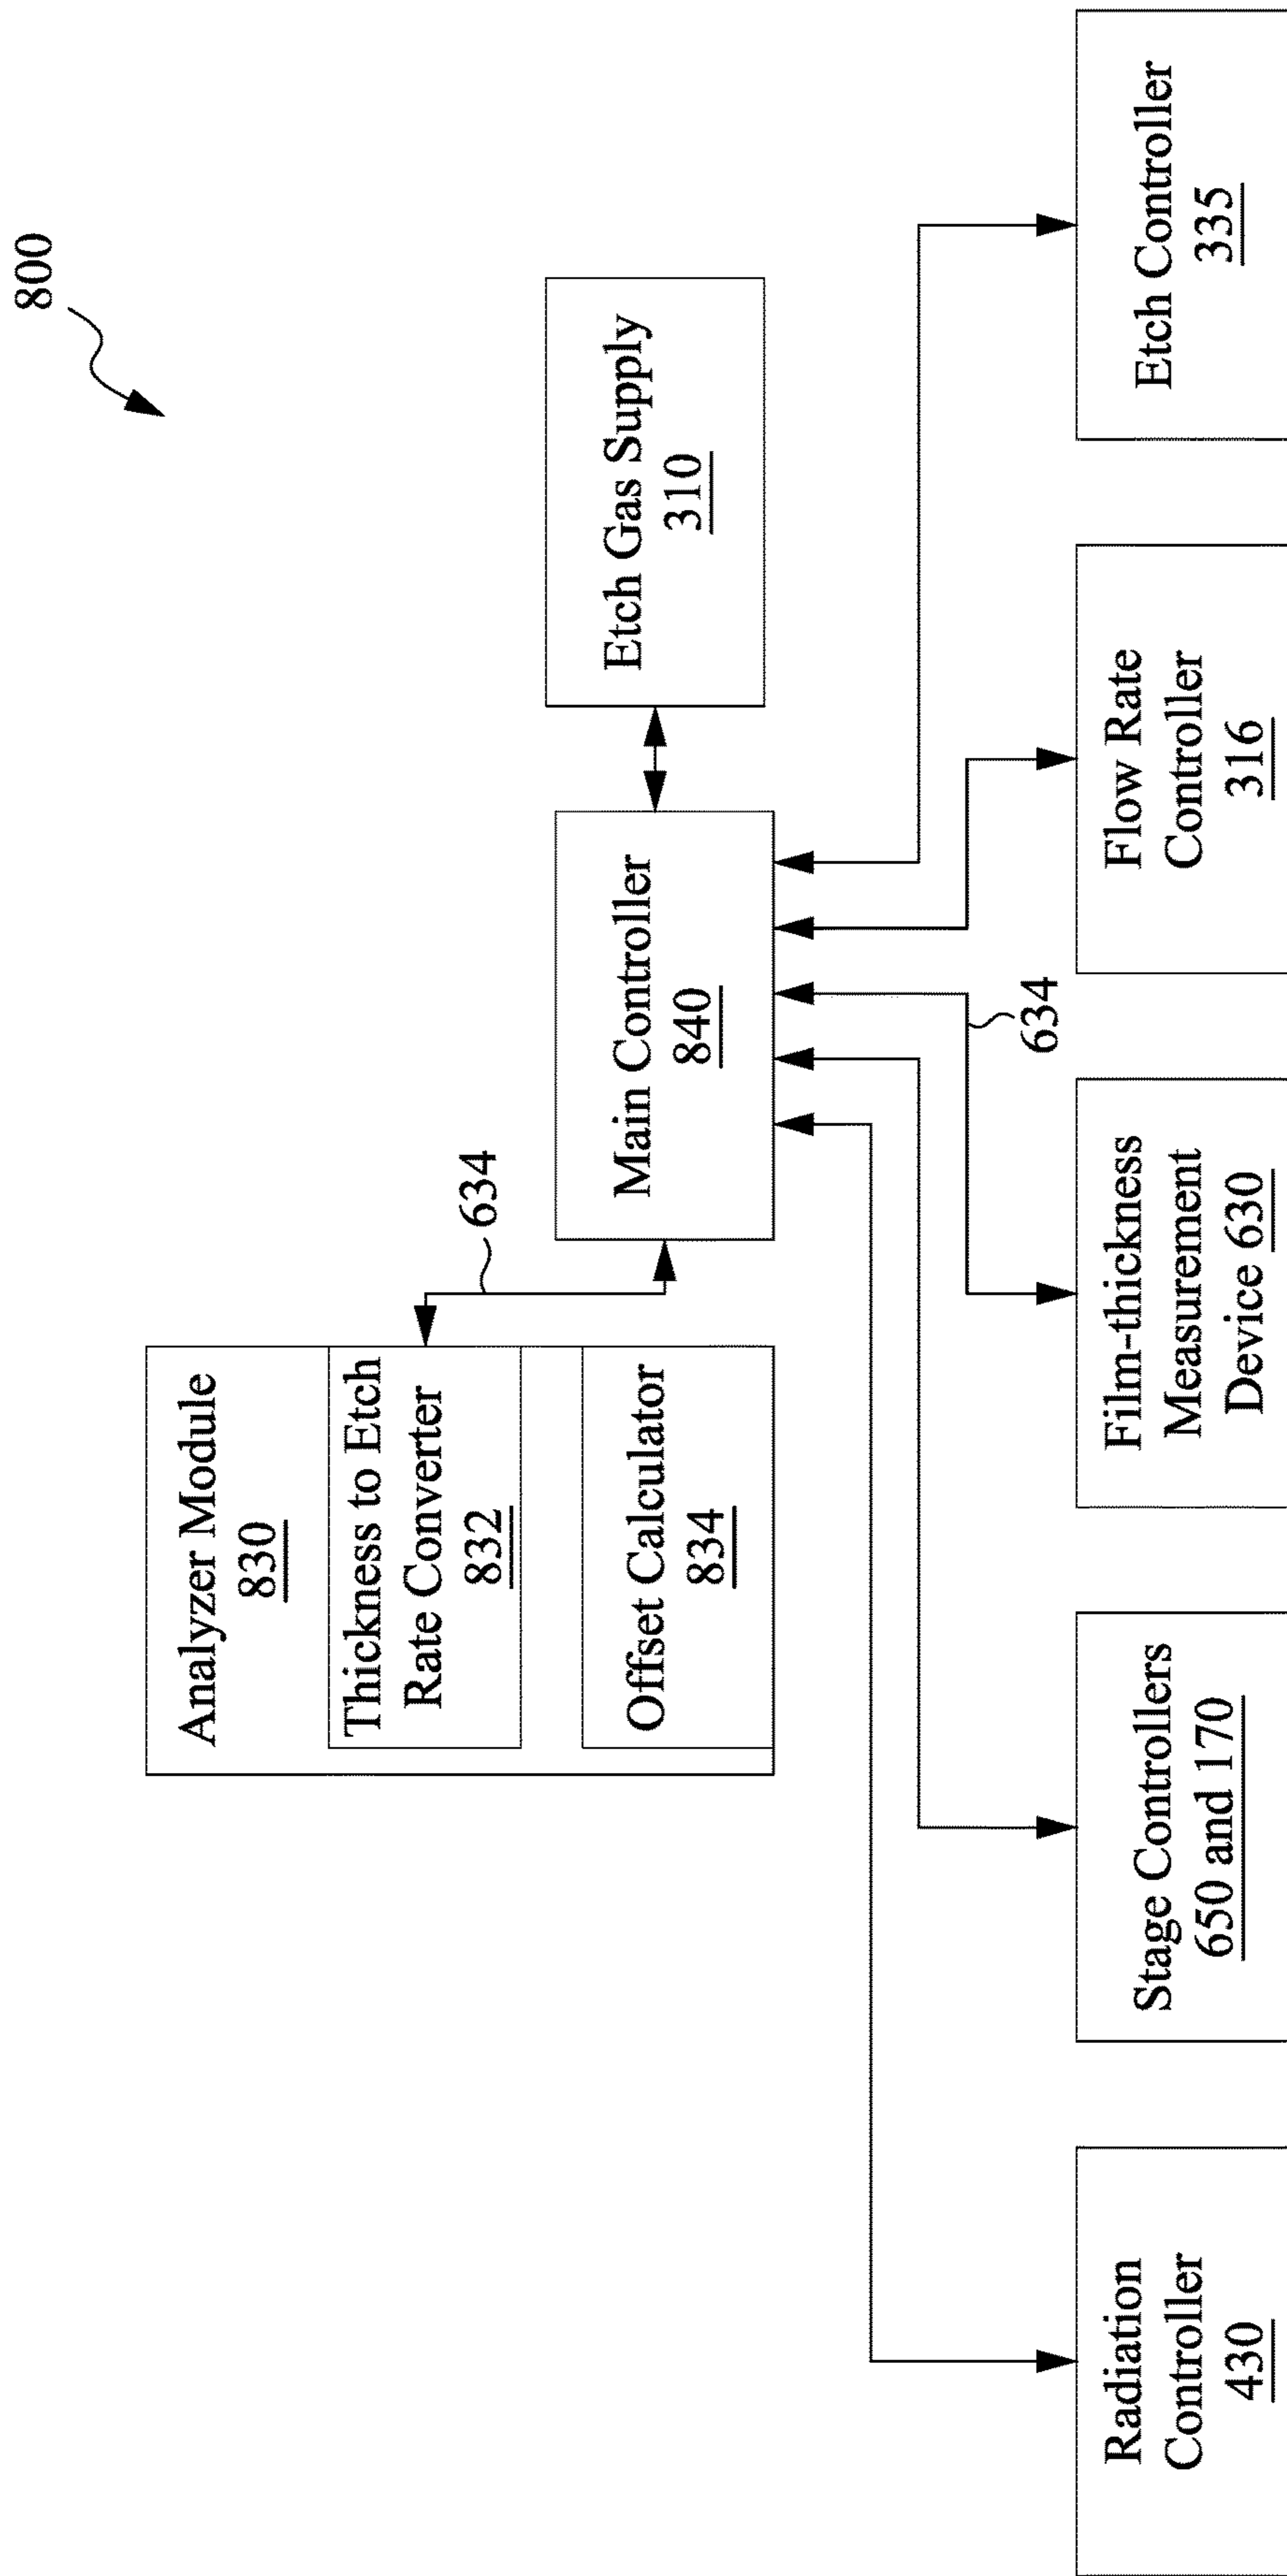 800
Analyzer Module
830
Thickness to Etch
Rate Converter
832
Offset Calculator
834
634
Main Controller
840
Etch Gas Supply
310
634
Radiation
Controller
430
Stage Controllers
650 and 170
Film-thickness
Measurement
Device 630
Flow Rate
Controller
316
Etch Controller
335